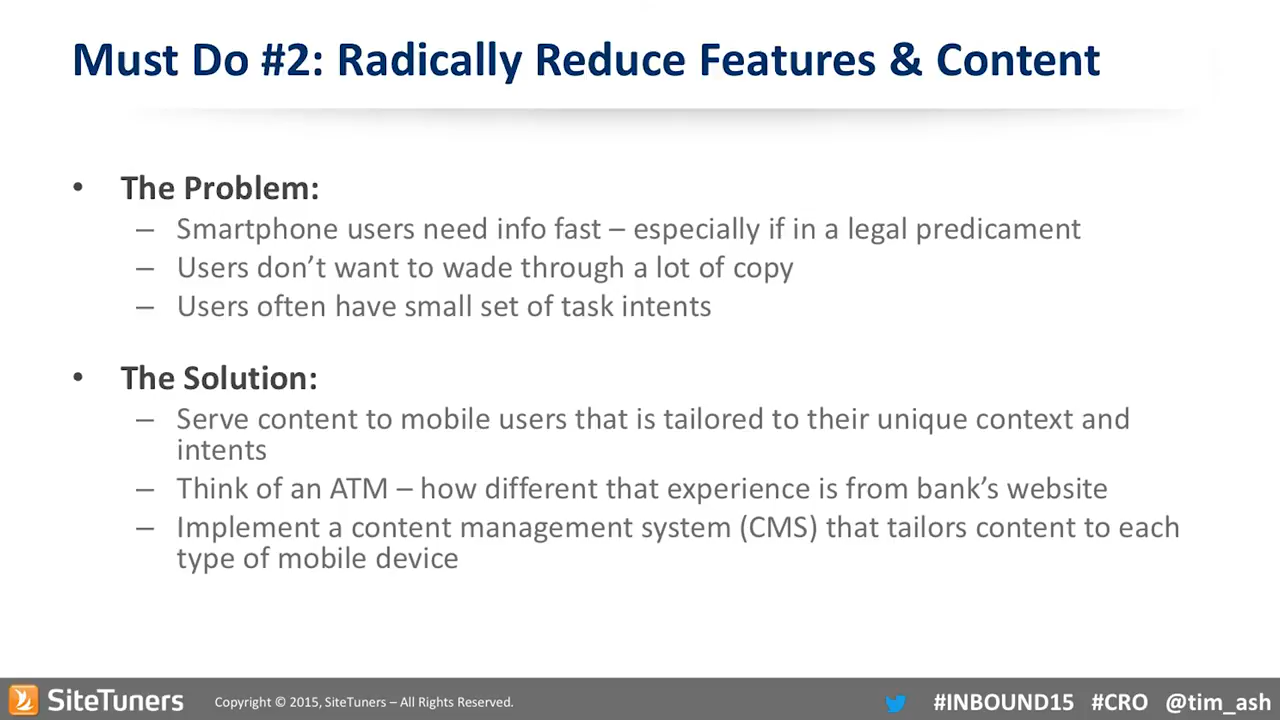 Must Do #2: Radically Reduce Features & Content
• The Problem:
– Smartphone users need info fast – especially if in a legal predicament
– Users don’t want to wade through a lot of copy
– Users often have small set of task intents
• The Solution:
– Serve content to mobile users that is tailored to their unique context and
intents
– Think of an ATM – how different that experience is from bank’s website
– Implement a content management system (CMS) that tailors content to each
type of mobile device
SiteTuners Copyright © 2015, SiteTuners – All Rights Reserved. #INBOUND15 #CRO @tim_ash